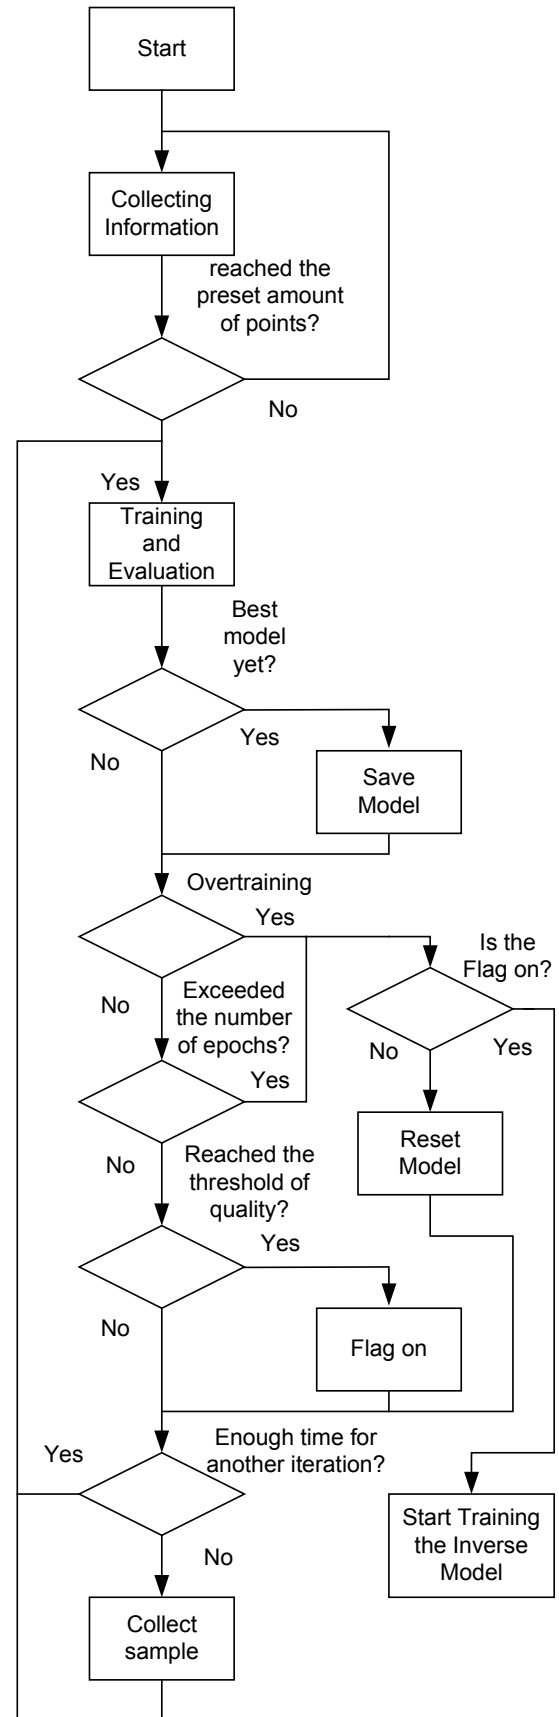 Start
Collecting
Information
reached the
preset amount
of points?
No
Yes
Training
and
Evaluation
Best
model
yet?
Yes
No
Save
Model
Overtraining
Yes
Is the
Flag on?
No
Exceeded
the number
of epochs?
Yes
No
Yes
Reset
Model
No
Reached the
threshold of
quality?
Yes
No
Flag on
Enough time for
another iteration?
Yes
No
Start Training
the Inverse
Model
Collect
sample